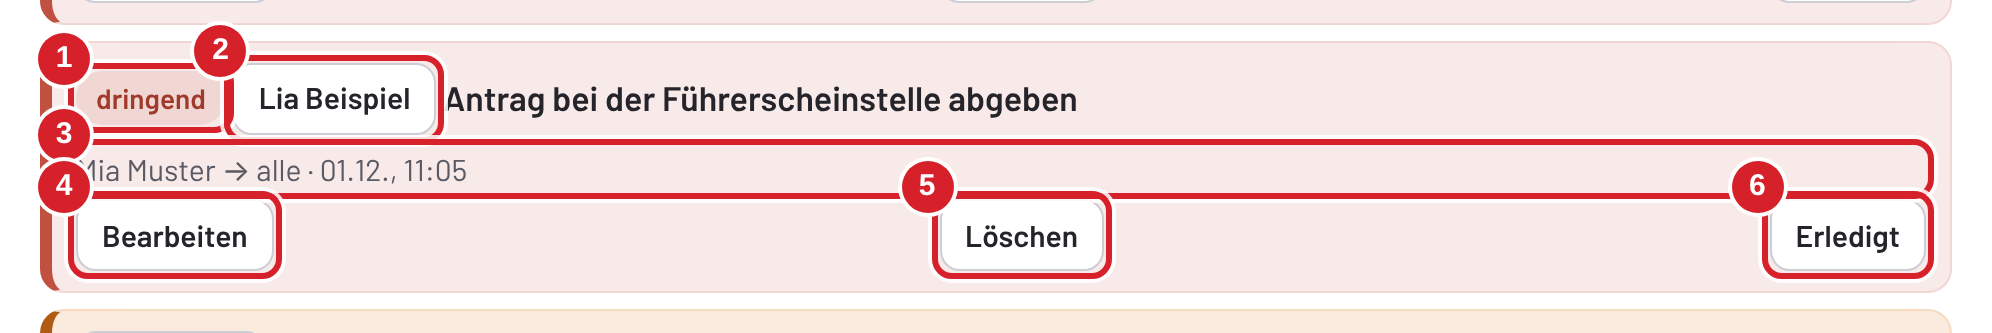 1 2
dringend Lia Beispiel Antrag bei der Führerscheinstelle abgeben
3
Mia Muster → alle · 01.12., 11:05
4 5 6
Bearbeiten Löschen Erledigt